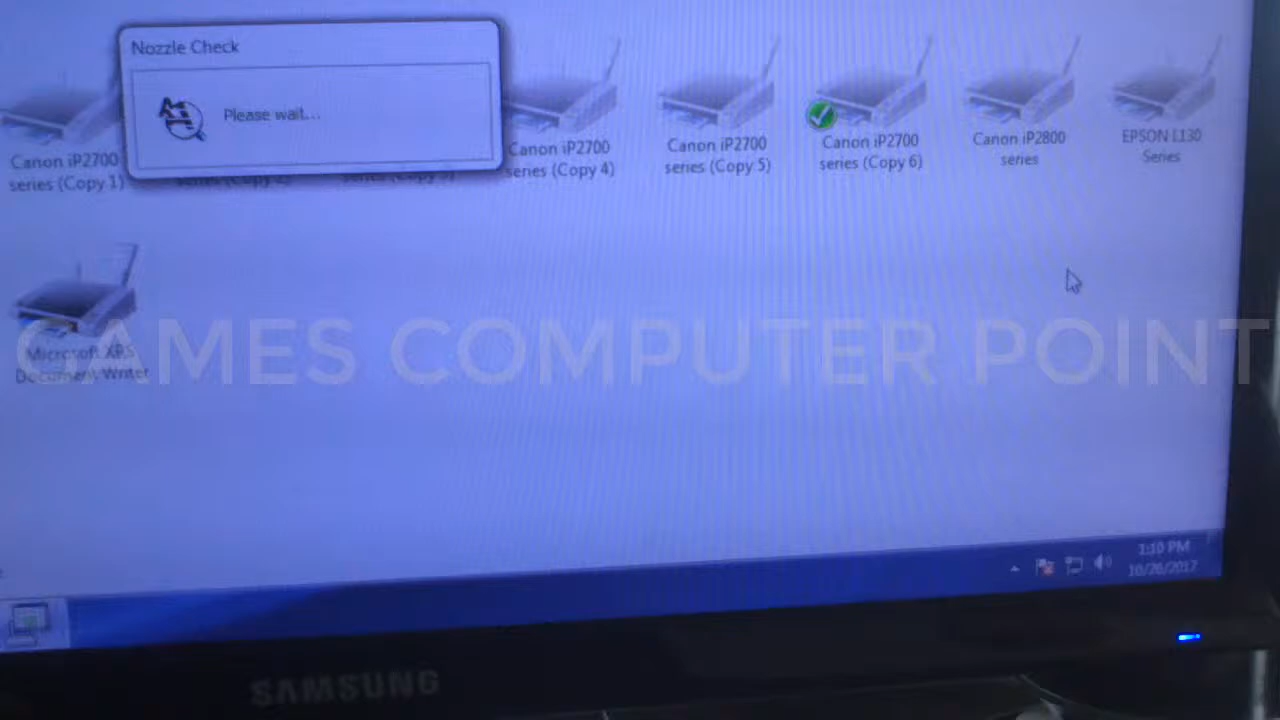 Nozzle Check
Please wait...
Canon iP2700
series (Copy 1)
Canon iP2700
series (Copy 4)
Canon iP2700
series (Copy 5)
Canon iP2700
series (Copy 6)
Canon iP2800
series
EPSON L130
Series
Microsoft XPS
Document Writer
GAMES COMPUTER POINT
1:10 PM
10/26/2017
SAMSUNG